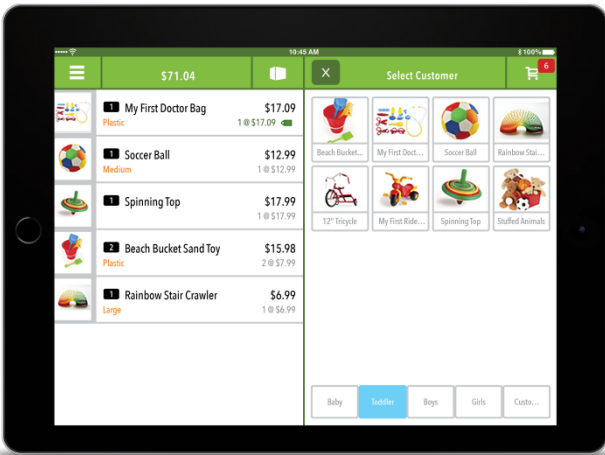 10:45 AM
100%
$71.04
X
Select Customer
6
1 My First Doctor Bag $17.09
Plastic 1 @ $17.09
1 Soccer Ball $12.99
Medium 1 @ $12.99
1 Spinning Top $17.99
1 @ $17.99
2 Beach Bucket Sand Toy $15.98
Plastic 2 @ $7.99
1 Rainbow Stair Crawler $6.99
Large 1 @ $6.99
Beach Bucket... My First Doct... Soccer Ball Rainbow Stai...
12" Tricycle My First Ride... Spinning Top Stuffed Animals
Baby Toddler Boys Girls Custo...